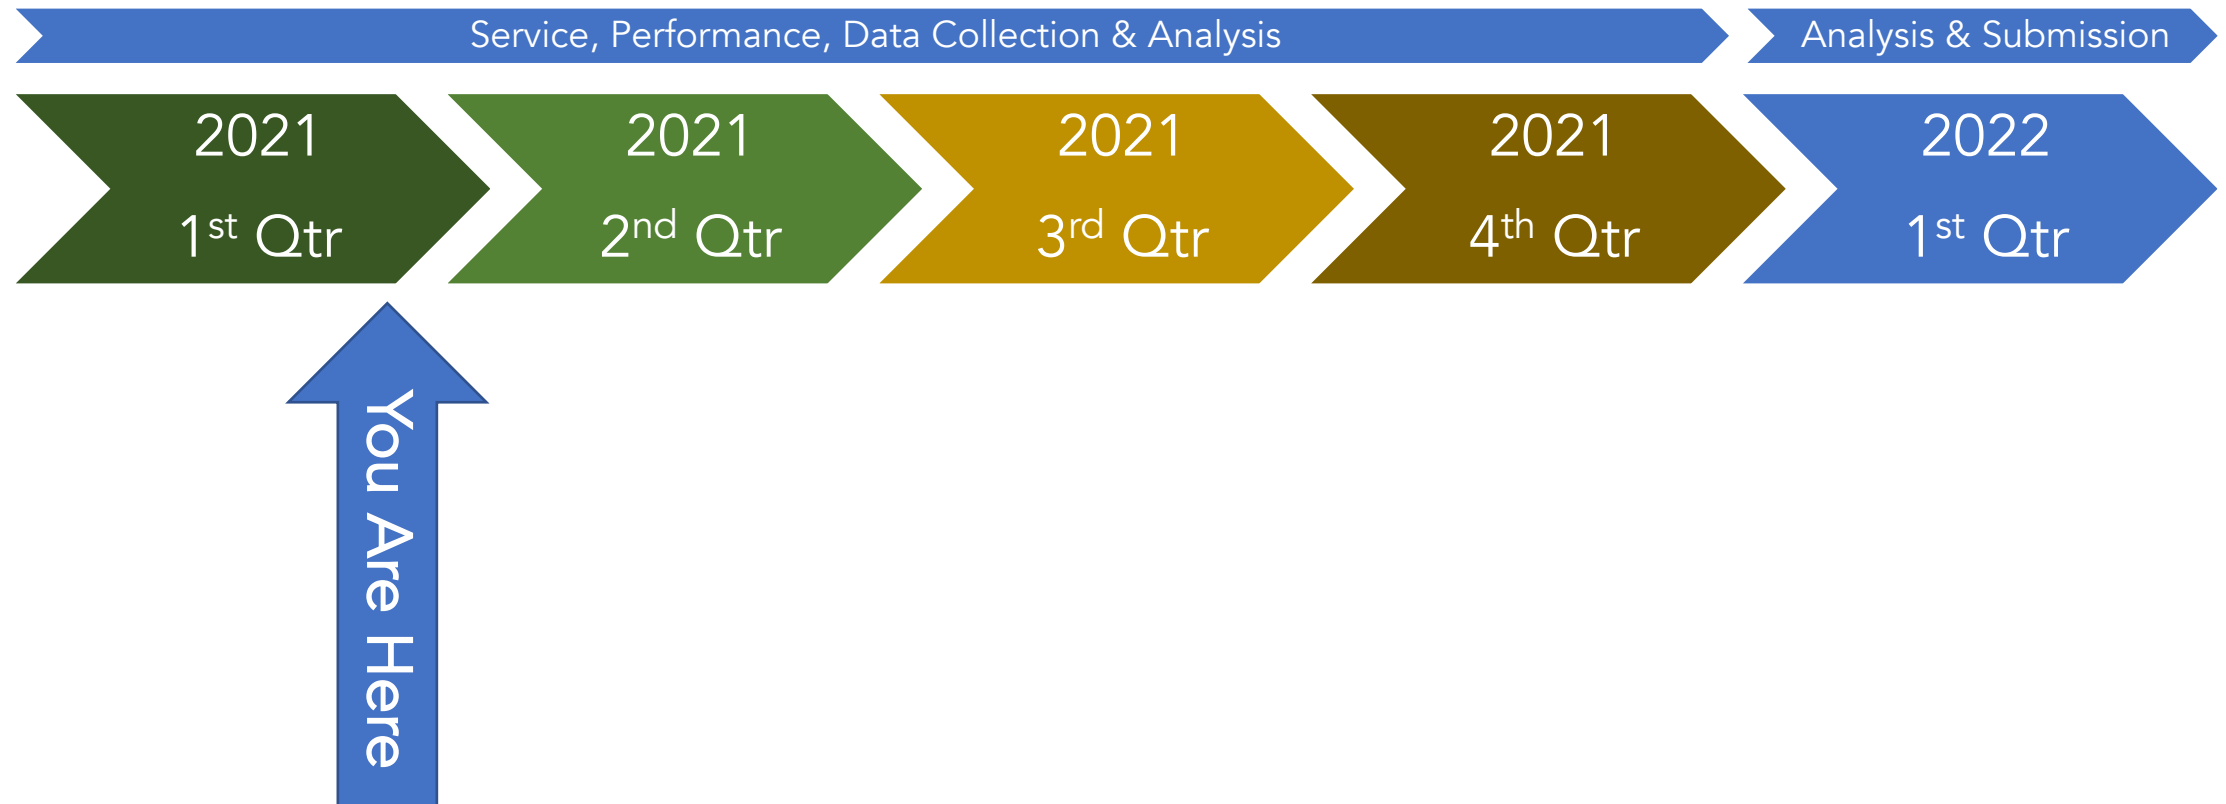 Service, Performance, Data Collection & Analysis
Analysis & Submission
2021
1st Qtr
2021
2nd Qtr
2021
3rd Qtr
2021
4th Qtr
2022
1st Qtr
You Are Here